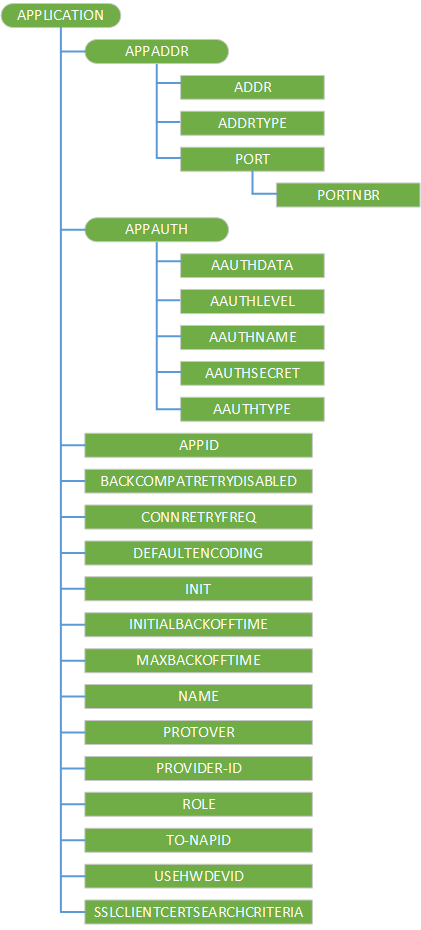 APPLICATION
APPADDR
ADDR
ADDRTYPE
PORT
PORTNBR
APPAUTH
AAUTHDATA
AAUTHLEVEL
AAUTHNAME
AAUTHSECRET
AAUTHTYPE
APPID
BACKCOMPATRETRYDISABLED
CONNRETRYFREQ
DEFAULTENCODING
INIT
INITIALBACKOFFTIME
MAXBACKOFFTIME
NAME
PROTOVER
PROVIDER-ID
ROLE
TO-NAPID
USEHWDEVID
SSLCLIENTCERTSEARCHCRITERIA